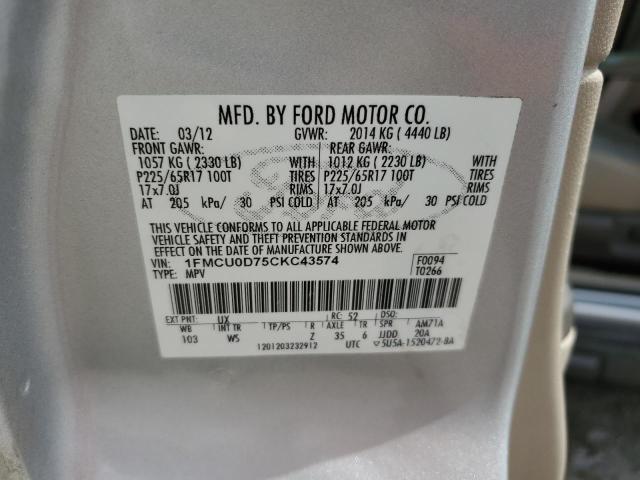 MFD. BY FORD MOTOR CO.
DATE: 03/12 GVWR: 2014 KG ( 4440 LB)
FRONT GAWR: REAR GAWR:
1057 KG ( 2330 LB) WITH 1012 KG ( 2230 LB) WITH
P225/65R17 100T TIRES P225/65R17 100T TIRES
17x7.0J RIMS 17x7.0J RIMS
AT 205 kPa/ 30 PSI COLD AT 205 kPa/ 30 PSI COLD
THIS VEHICLE CONFORMS TO ALL APPLICABLE FEDERAL MOTOR
VEHICLE SAFETY AND THEFT PREVENTION STANDARDS IN
EFFECT ON THE DATE OF MANUFACTURE SHOWN ABOVE.
VIN: 1FMCU0D75CKC43574 F0094
TYPE: MPV T0266
EXT PNT: UX RC: 52 DSO:
WB INT TR TP/PS R AXLE TR SPR AM71A
103 WS Z 35 6 JJDD 20A
1201203232912 UTC 5U5A-1520472-BA
Ford